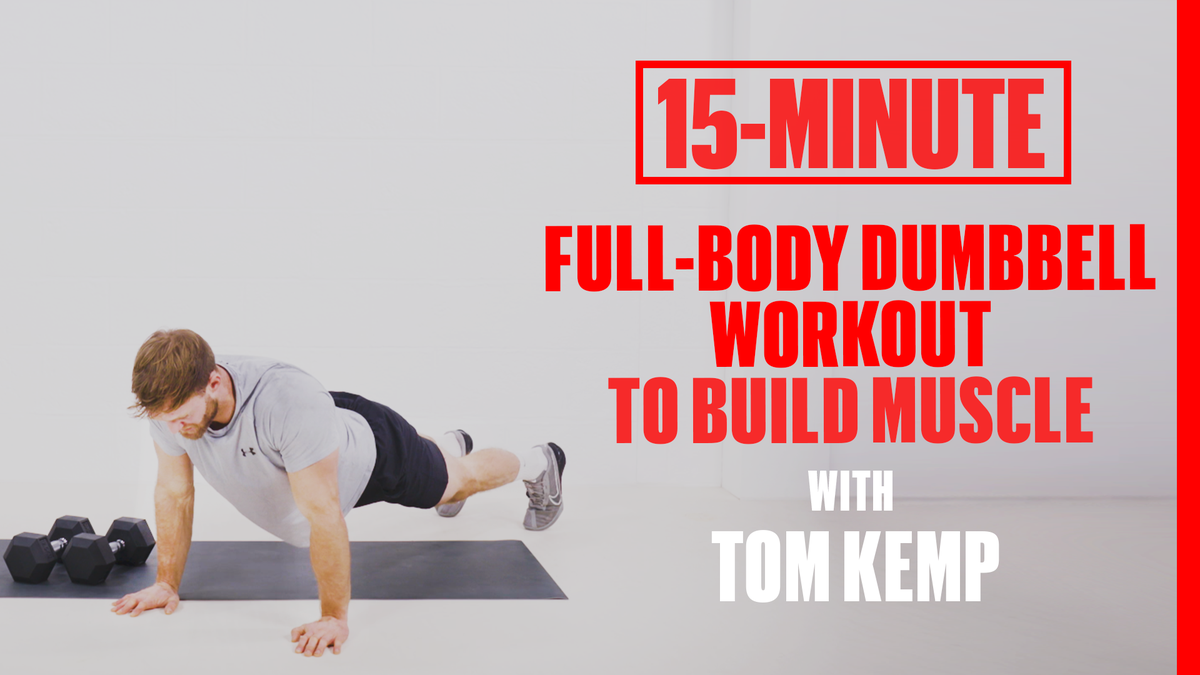 15-MINUTE
FULL-BODY DUMBBELL
WORKOUT
TO BUILD MUSCLE
WITH
TOM KEMP